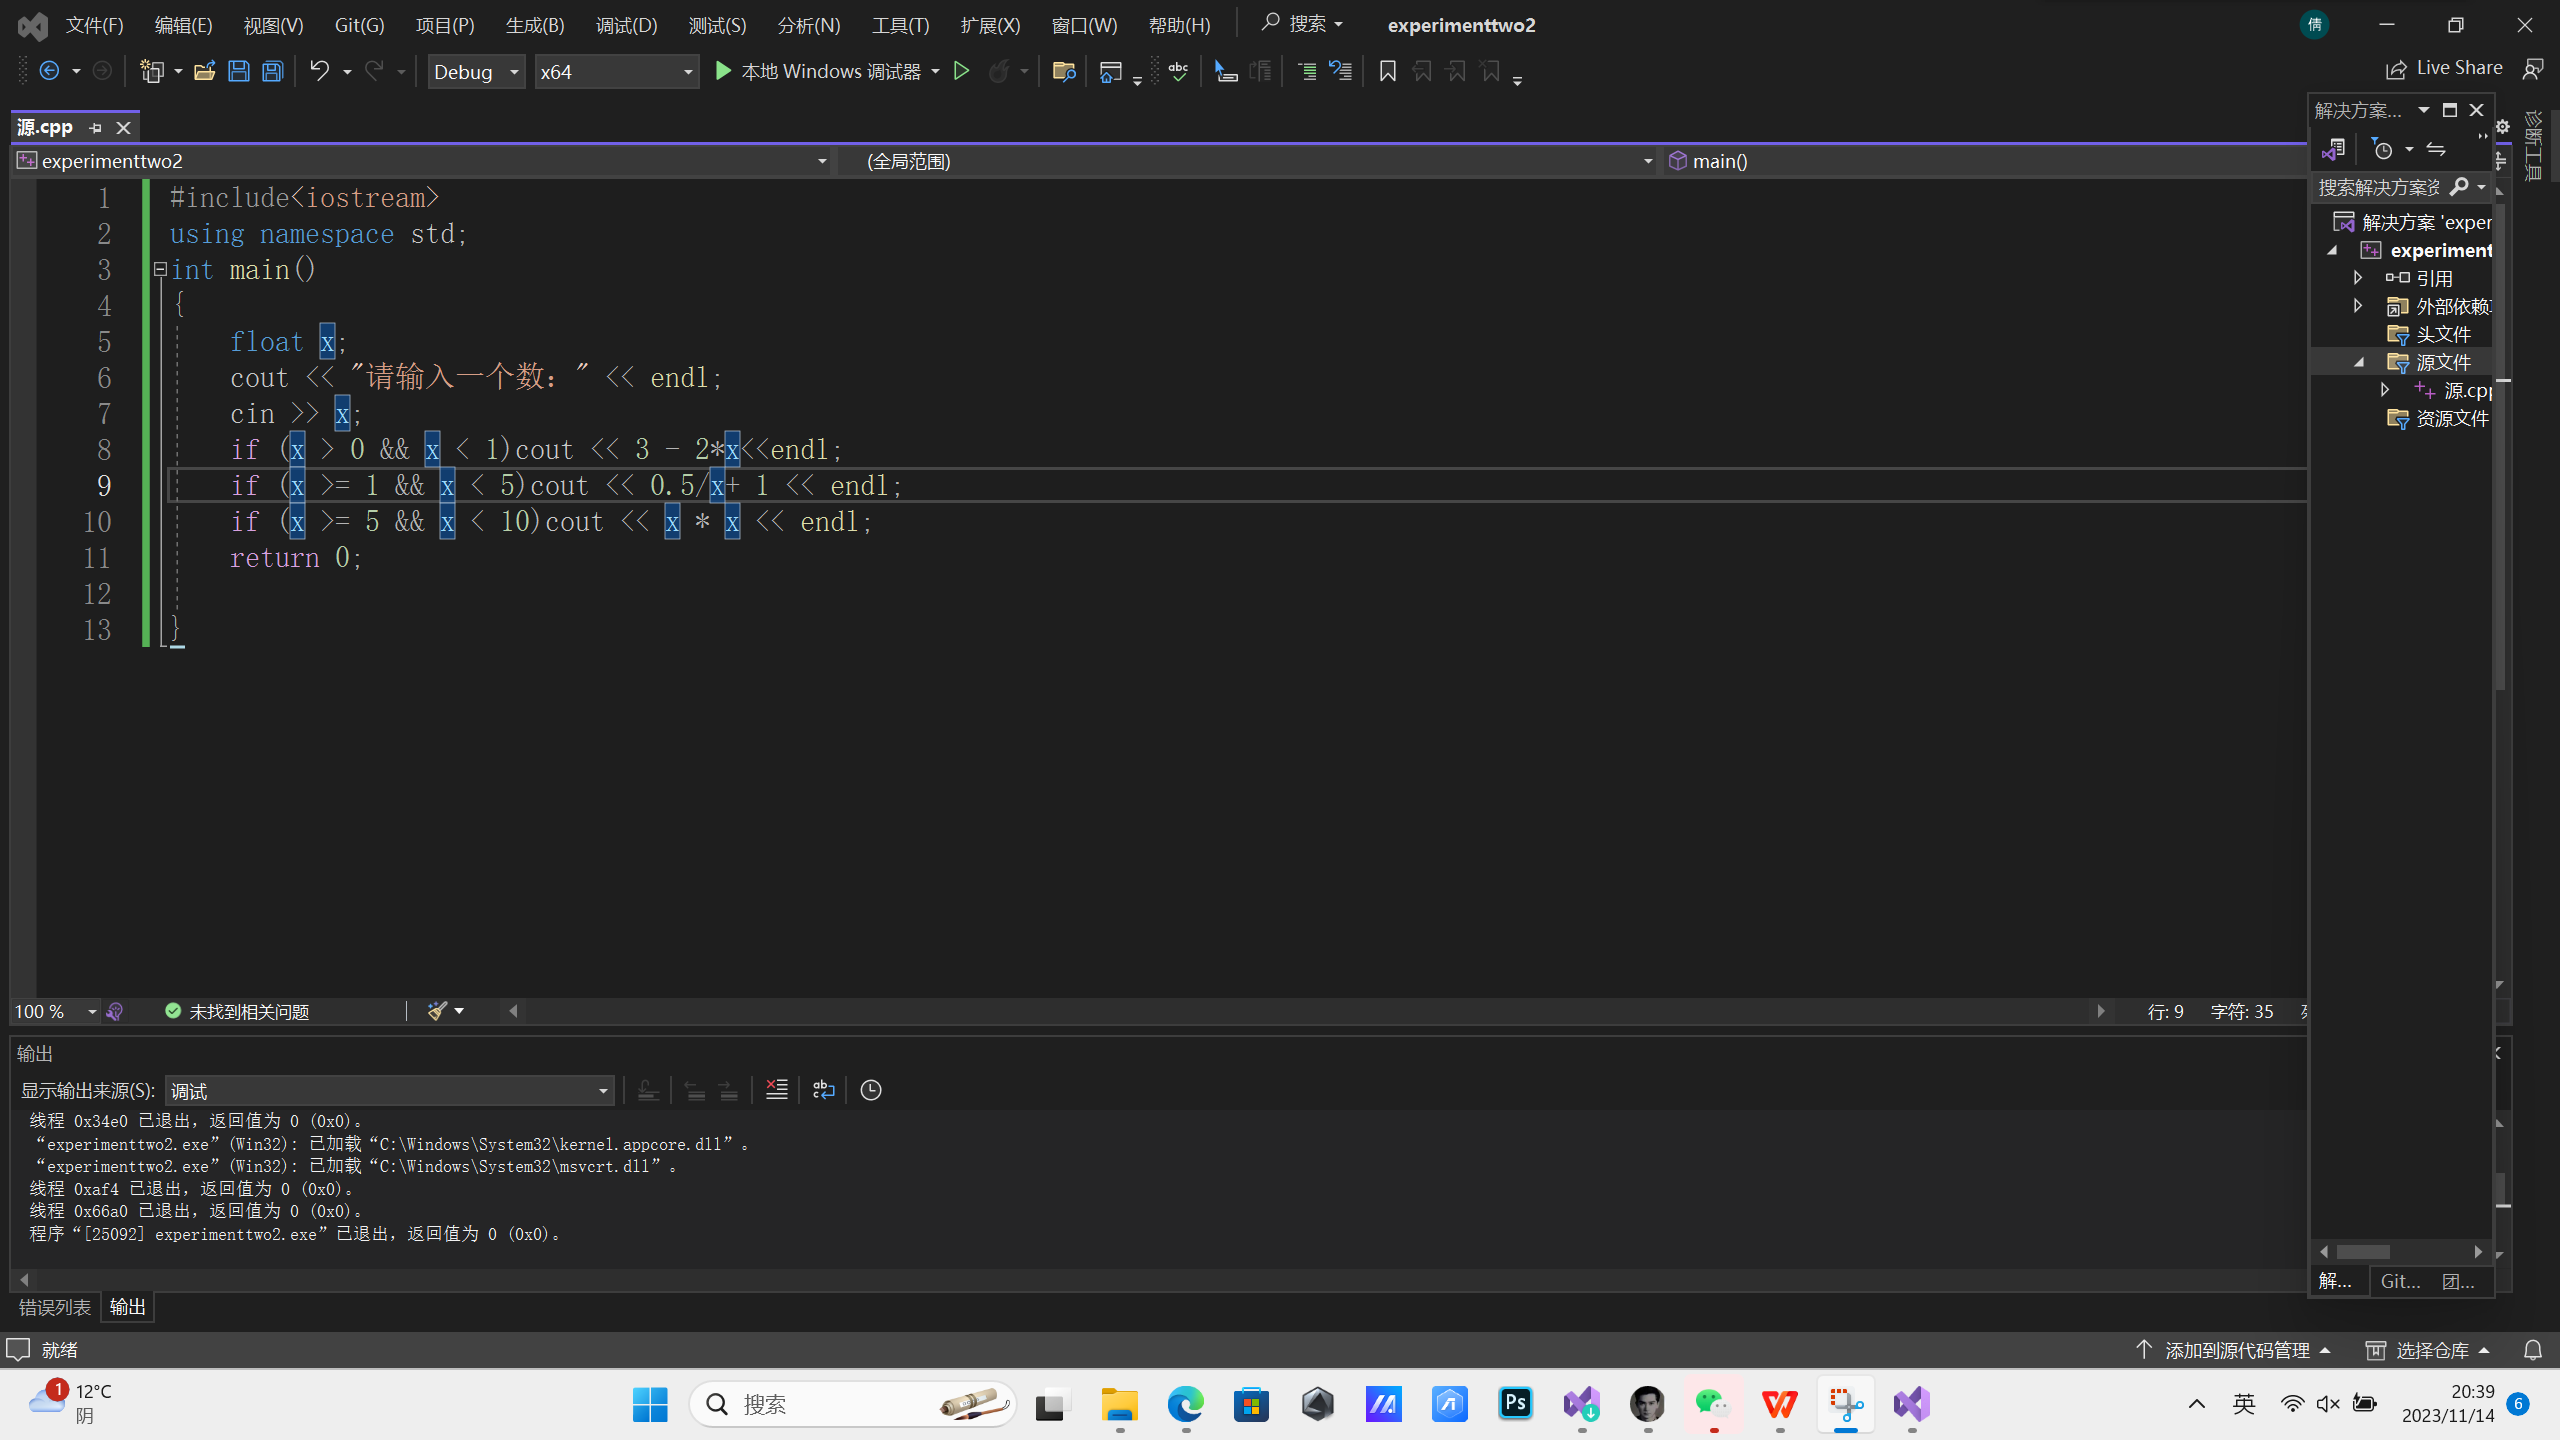 文件(F) 编辑(E) 视图(V) Git(G) 项目(P) 生成(B) 调试(D) 测试(S) 分析(N) 工具(T) 扩展(X) 窗口(W) 帮助(H) 搜索 experimenttwo2 倩
Debug x64 本地 Windows 调试器 Live Share
源.cpp
experimenttwo2 (全局范围) main()
1 #include<iostream>
2 using namespace std;
3 int main()
4 {
5 float x;
6 cout << "请输入一个数: " << endl;
7 cin >> x;
8 if (x > 0 && x < 1)cout << 3 - 2*x<<endl;
9 if (x >= 1 && x < 5)cout << 0.5/x+ 1 << endl;
10 if (x >= 5 && x < 10)cout << x * x << endl;
11 return 0;
12
13 }
100 % 未找到相关问题 行: 9 字符: 35
输出
显示输出来源(S): 调试
线程 0x34e0 已退出，返回值为 0 (0x0)。
“experimenttwo2.exe”(Win32): 已加载“C:\Windows\System32\kernel.appcore.dll”。
“experimenttwo2.exe”(Win32): 已加载“C:\Windows\System32\msvcrt.dll”。
线程 0xaf4 已退出，返回值为 0 (0x0)。
线程 0x66a0 已退出，返回值为 0 (0x0)。
程序“[25092] experimenttwo2.exe”已退出，返回值为 0 (0x0)。
错误列表 输出
解决方案...
搜索解决方案资
解决方案 'exper
experiment
引用
外部依赖
头文件
源文件
源.cpp
资源文件
解... Git... 团...
诊断工具
就绪 添加到源代码管理 选择仓库
1 12°C
阴
搜索
Ps
英
20:39
2023/11/14
6